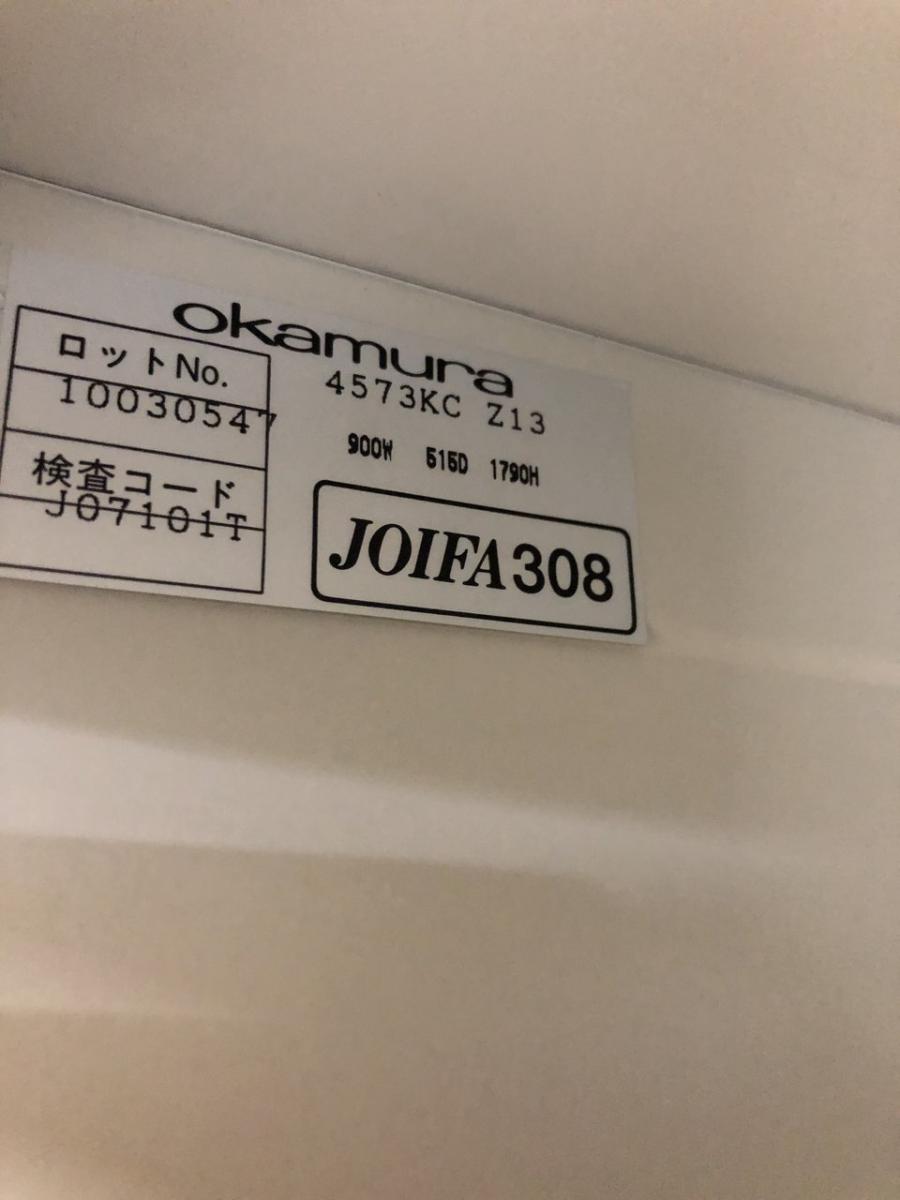 okamura
ロットNo.
10030547
検査コード
J07101T
4573KC Z13
900W 515D 1790H
JOIFA308